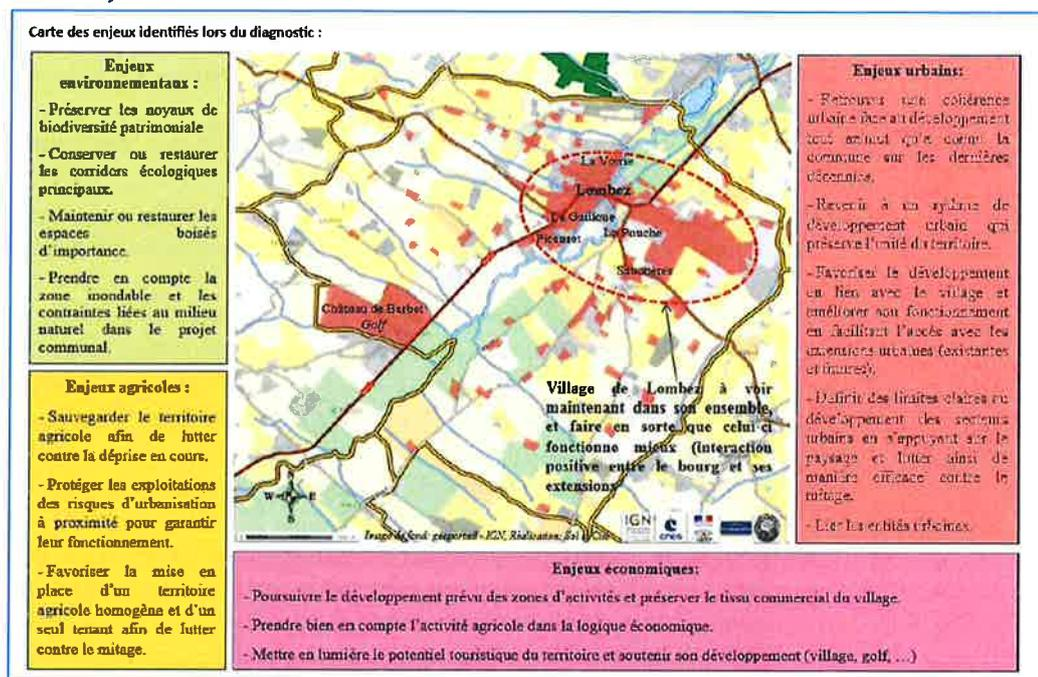 Carte des enjeux identifiés lors du diagnostic :
Enjeux
environnementaux :
- Préserver les noyaux de
biodiversité patrimoniale
- Conserver ou restaurer
les corridors écologiques
principaux.
- Maintenir ou restaurer les
espaces boisés
d'importance.
- Prendre en compte la
zone inondable et les
contraintes liées au milieu
naturel dans le projet
communal.
Enjeux agricoles :
- Sauvegarder le territoire
agricole afin de lutter
contre la déprise en cours.
- Protéger les exploitations
des risques d'urbanisation
à proximité pour garantir
leur fonctionnement.
- Favoriser la mise en
place d'un territoire
agricole homogène et d'un
seul tenant afin de lutter
contre le mitage.
Lombez
La Gailloue
La Pouche
Château de Barbet
Golf
Village de Lombez à voir
maintenant dans son ensemble,
et faire en sorte que celui-ci
fonctionne mieux (interaction
positive entre le bourg et ses
extensions
W E
S
Image de fond: géoportail - IGN, Réalisation:
IGN
cnes
Enjeux urbains:
- Retrouver une cohérence
urbaine face au développement
tout azimut qu'a connu la
commune sur les dernières
décennies.
- Revenir à un rythme de
développement urbain qui
préserve l'unité du territoire.
- Favoriser le développement
en lien avec le village et
améliorer son fonctionnement
en facilitant l'accès avec les
extensions urbaines (existantes
et futures).
- Définir des limites claires au
développement des secteurs
urbains en s'appuyant sur le
paysage et lutter ainsi de
manière efficace contre le
mitage.
- Lier les entités urbaines.
Enjeux économiques:
- Poursuivre le développement prévu des zones d'activités et préserver le tissu commercial du village.
- Prendre bien en compte l'activité agricole dans la logique économique.
- Mettre en lumière le potentiel touristique du territoire et soutenir son développement (village, golf, ...)